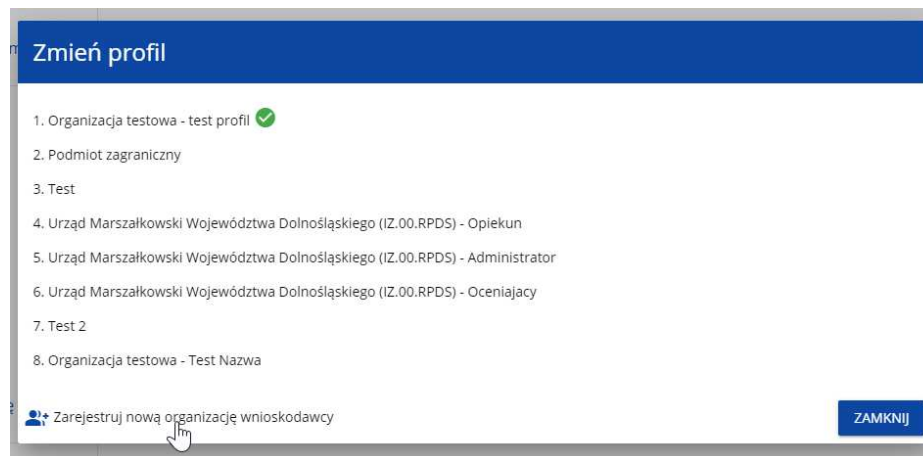 Zmień profil
1. Organizacja testowa - test profil
2. Podmiot zagraniczny
3. Test
4. Urząd Marszałkowski Województwa Dolnośląskiego (IZ.00.RPDS) - Opiekun
5. Urząd Marszałkowski Województwa Dolnośląskiego (IZ.00.RPDS) - Administrator
6. Urząd Marszałkowski Województwa Dolnośląskiego (IZ.00.RPDS) - Oceniajacy
7. Test 2
8. Organizacja testowa - Test Nazwa
Zarejestruj nową organizację wnioskodawcy
ZAMKNIJ